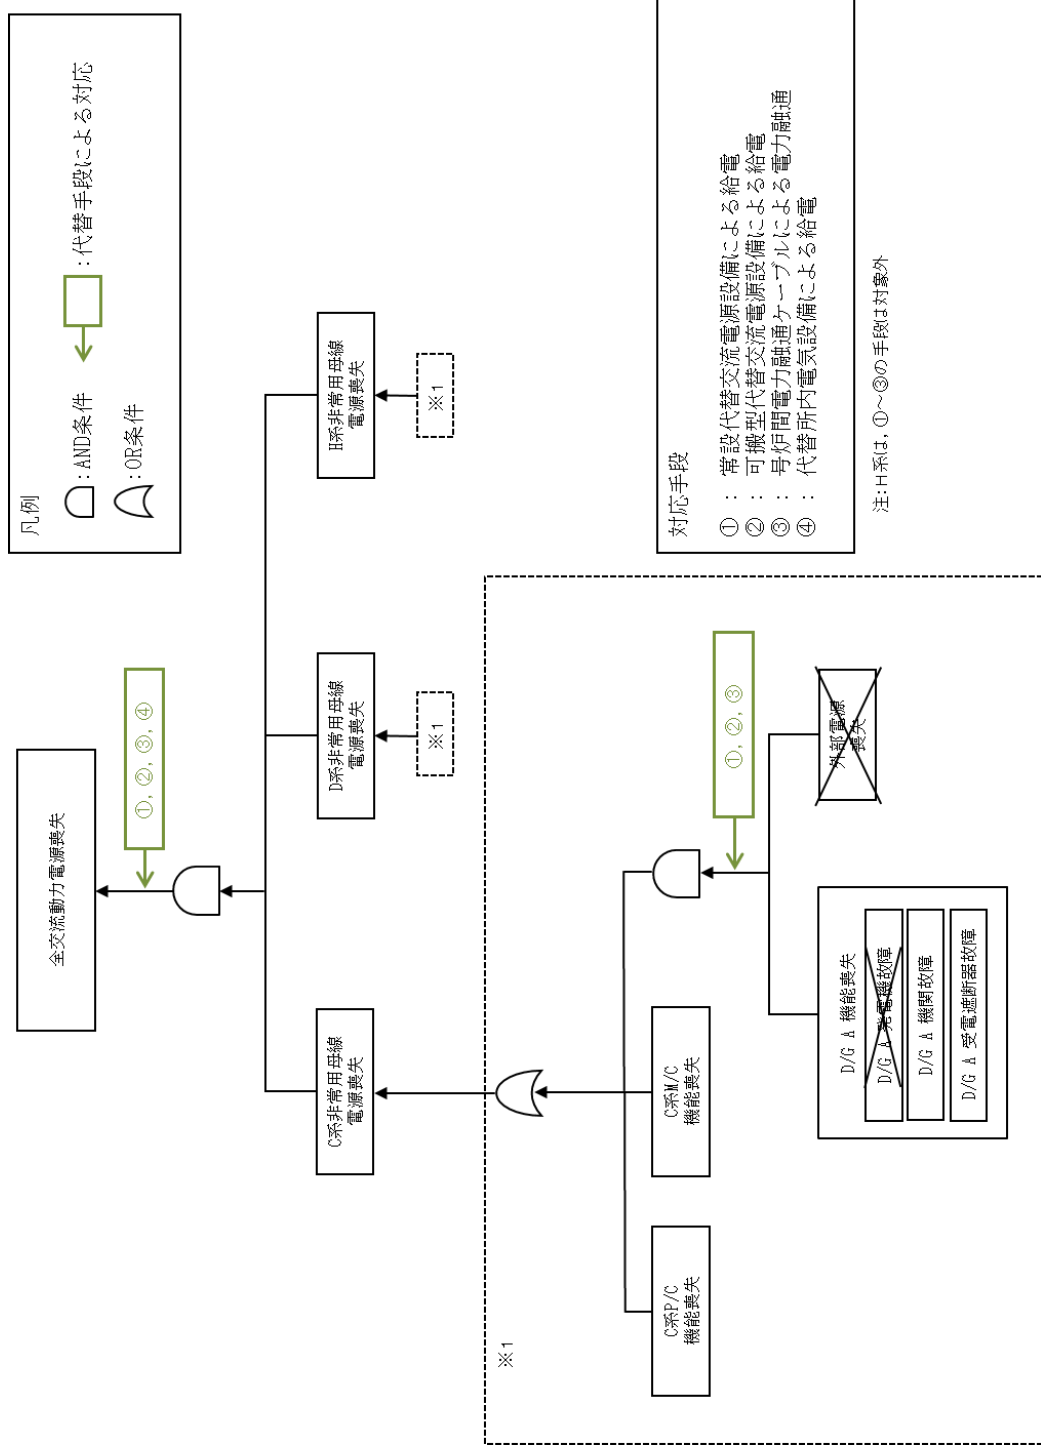 全交流動力電源喪失
①, ②, ③, ④
C系非常用母線
電源喪失
D系非常用母線
電源喪失
H系非常用母線
電源喪失
※1
※1
凡例
:AND条件
:OR条件
:代替手段による対応
※1
C系P/C
機能喪失
C系M/C
機能喪失
①, ②, ③
D/G A 機能喪失
D/G A 発電機故障
D/G A 機関故障
D/G A 受電遮断器故障
外部電源
喪失
対応手段
① : 常設代替交流電源設備による給電
② : 可搬型代替交流電源設備による給電
③ : 号炉間電力融通ケーブルによる電力融通
④ : 代替所内電気設備による給電
注:H系は,①～③の手段は対象外